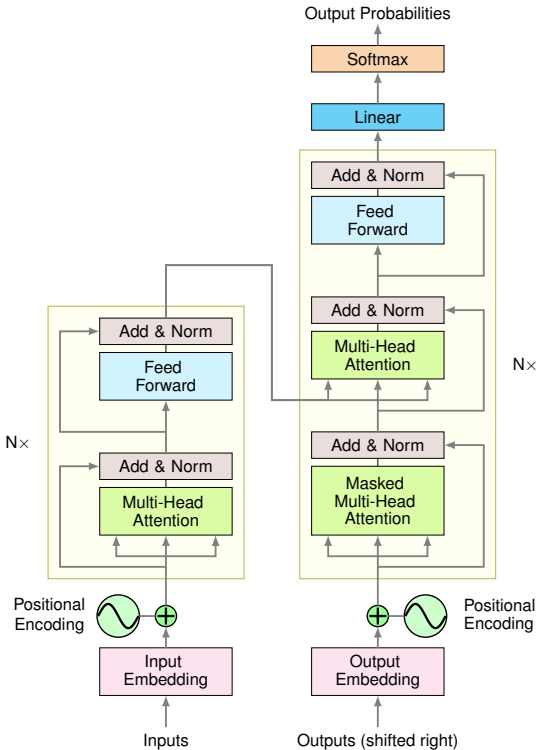 Output Probabilities
Softmax
Linear
Add & Norm
Feed
Forward
Add & Norm
Multi-Head
Attention
N×
Add & Norm
Masked
Multi-Head
Attention
Add & Norm
Feed
Forward
N×
Add & Norm
Multi-Head
Attention
Positional
Encoding
Positional
Encoding
Input
Embedding
Output
Embedding
Inputs
Outputs (shifted right)